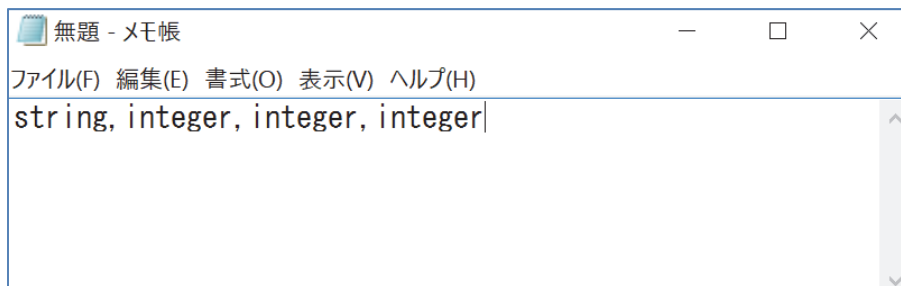 無題 - メモ帳
ファイル(F) 編集(E) 書式(O) 表示(V) ヘルプ(H)
string,integer,integer,integer